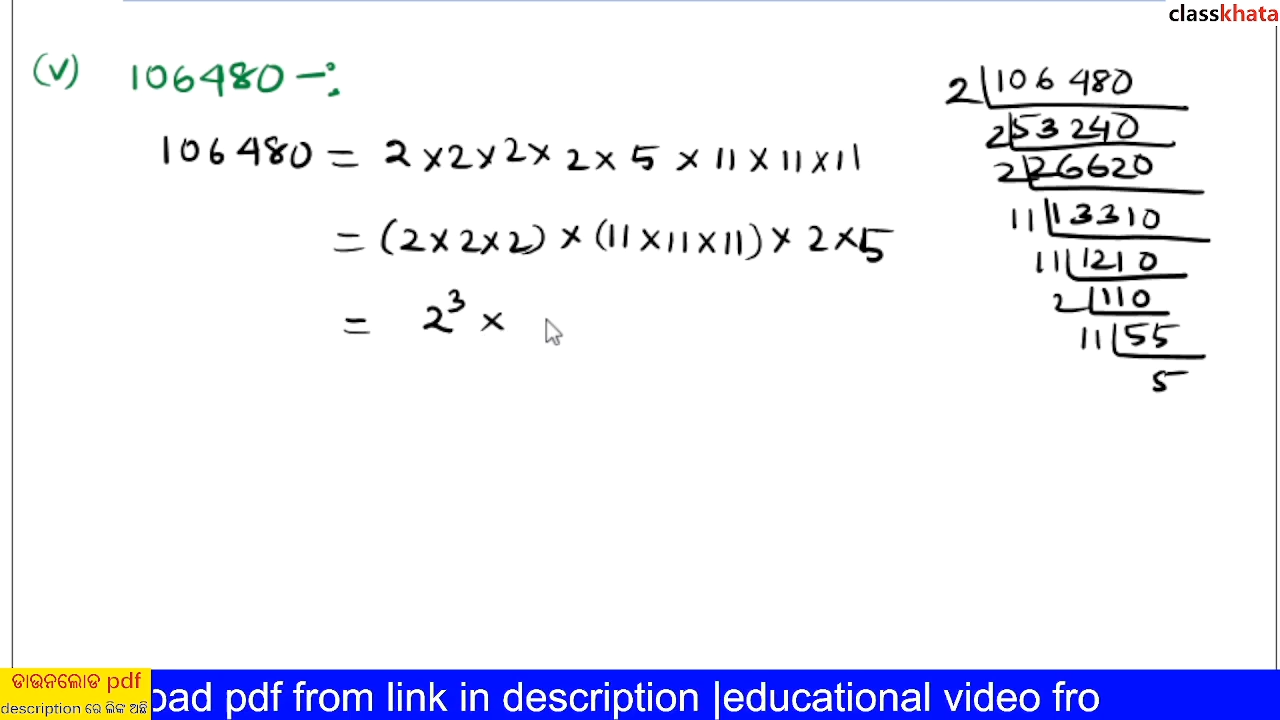 classkhata
(v) 106480 -:
106480 = 2 × 2 × 2 × 2 × 5 × 11 × 11 × 11
= (2 × 2 × 2) × (11 × 11 × 11) × 2 × 5
= 2³ ×
2 | 106480
2 | 53240
2 | 26620
11 | 13310
11 | 1210
2 | 110
11 | 55
5
ଡାଉନଲୋଡ pdf
description ରେ ଲିଙ୍କ ଅଛି
oad pdf from link in description |educational video fro